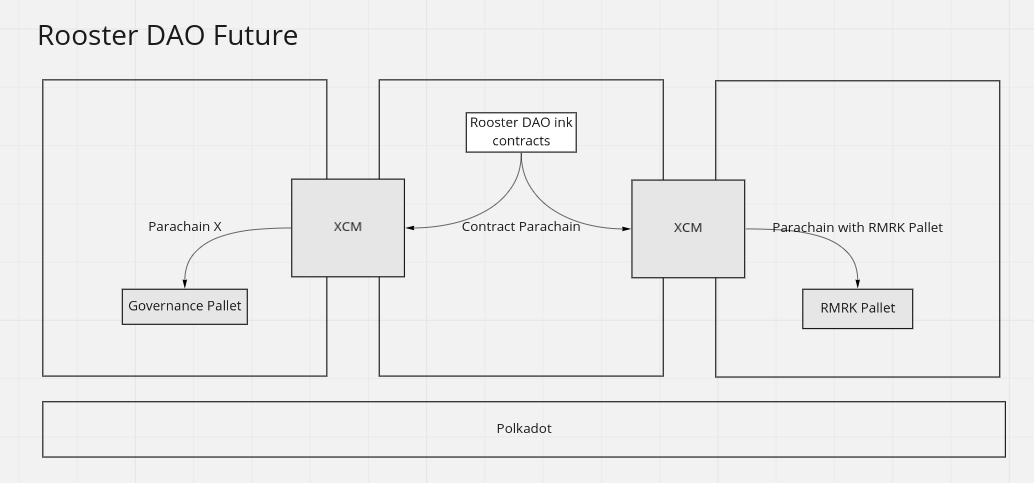 Rooster DAO Future
Rooster DAO ink
contracts
XCM
XCM
Parachain X
Contract Parachain
Parachain with RMRK Pallet
Governance Pallet
RMRK Pallet
Polkadot